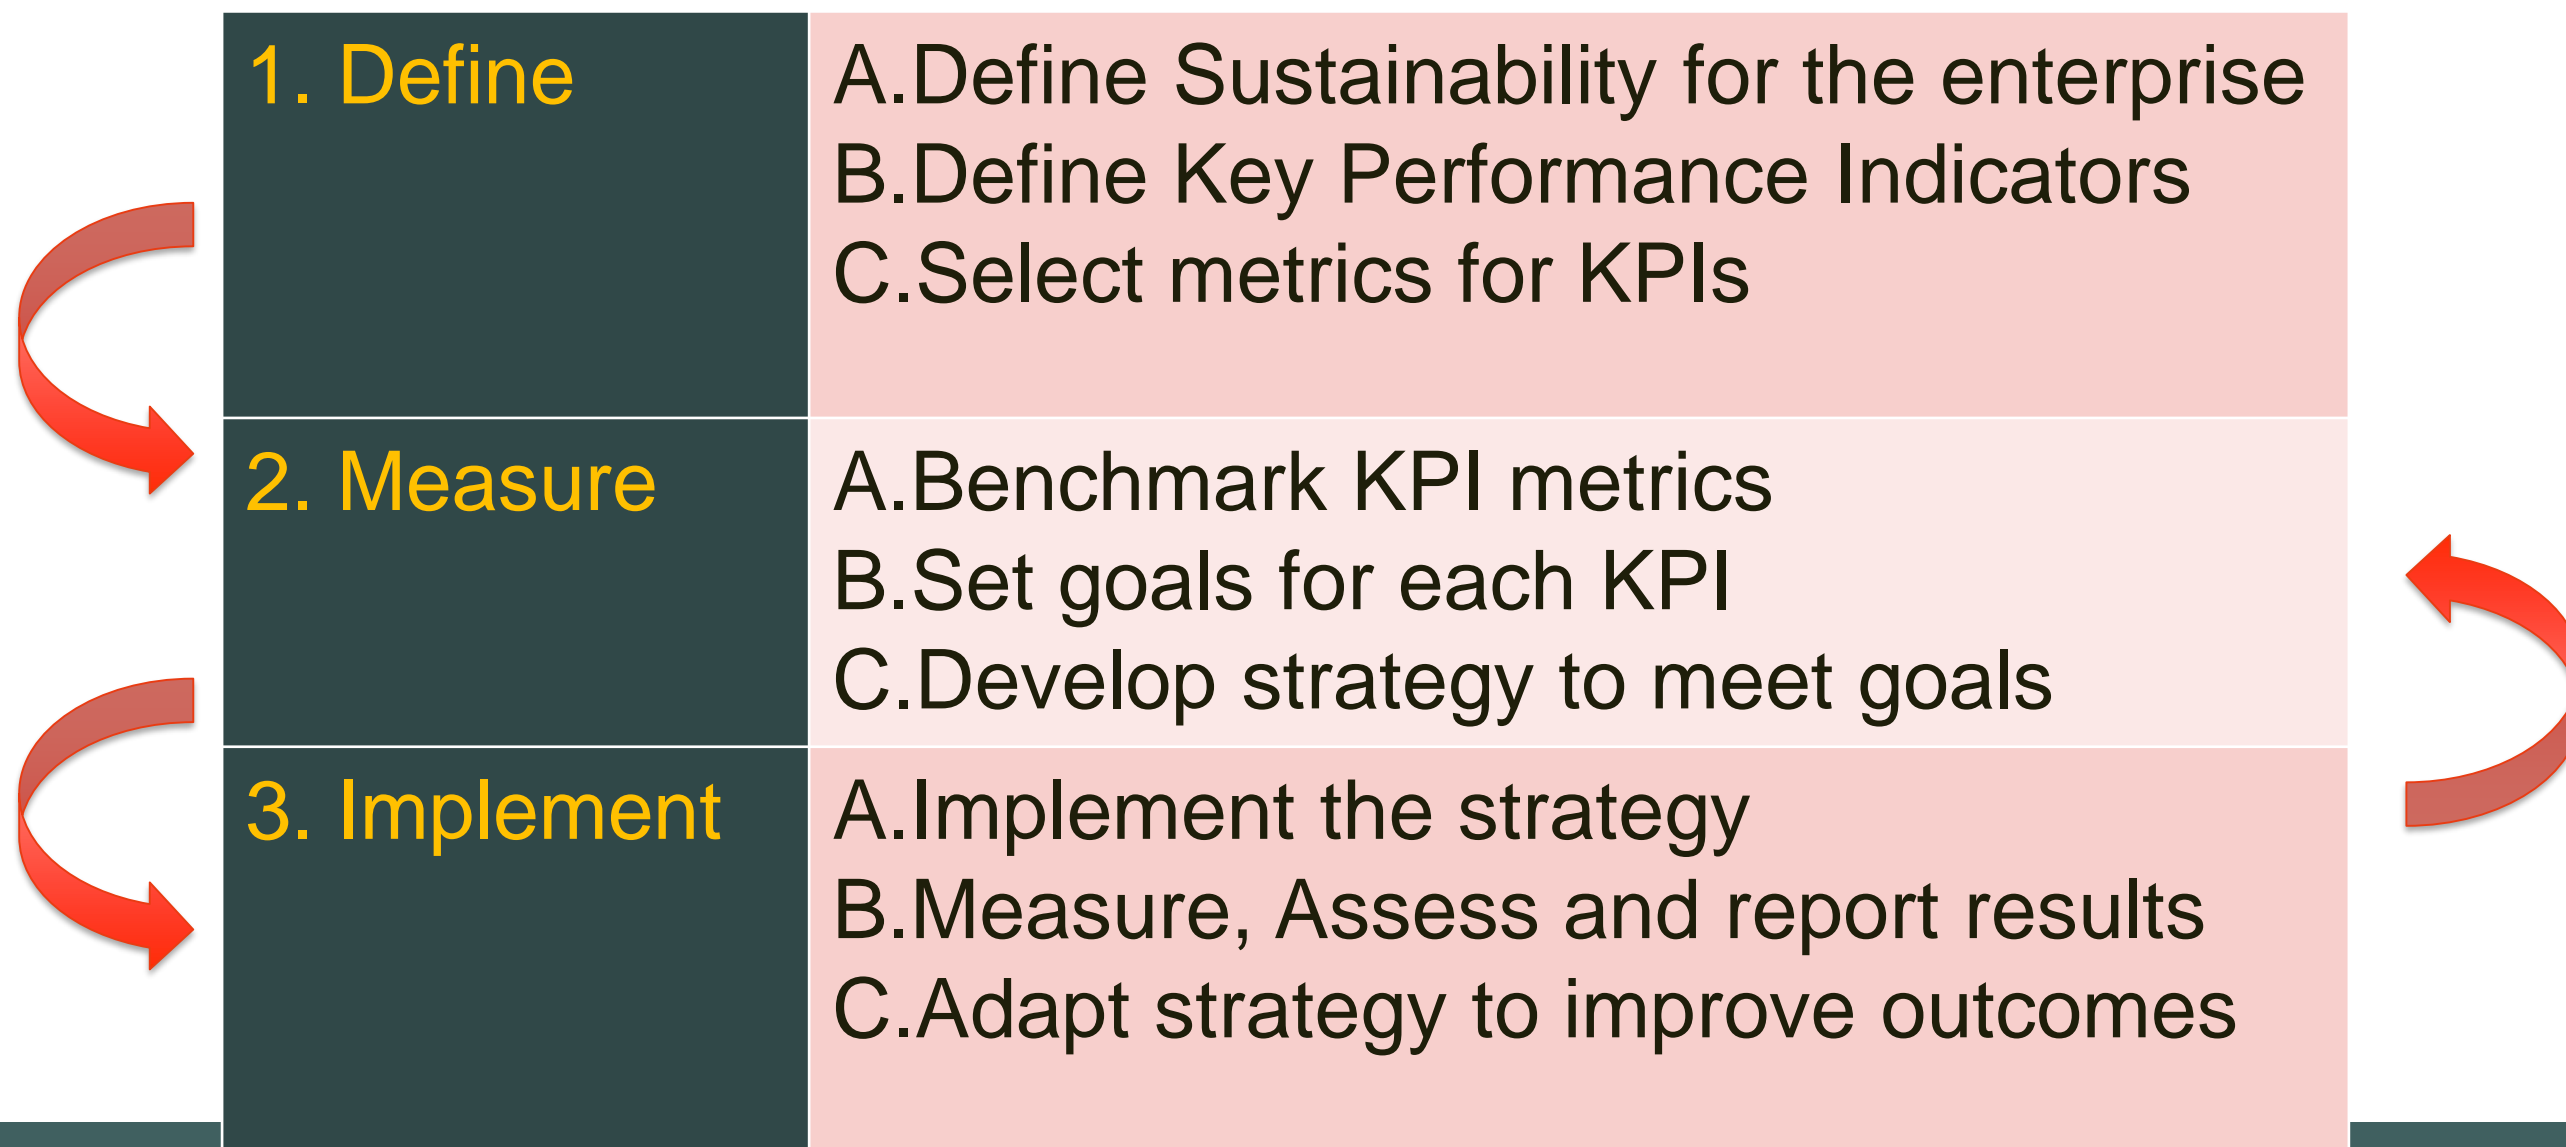 1. Define
A.Define Sustainability for the enterprise
B.Define Key Performance Indicators
C.Select metrics for KPIs
2. Measure
A.Benchmark KPI metrics
B.Set goals for each KPI
C.Develop strategy to meet goals
3. Implement
A.Implement the strategy
B.Measure, Assess and report results
C.Adapt strategy to improve outcomes